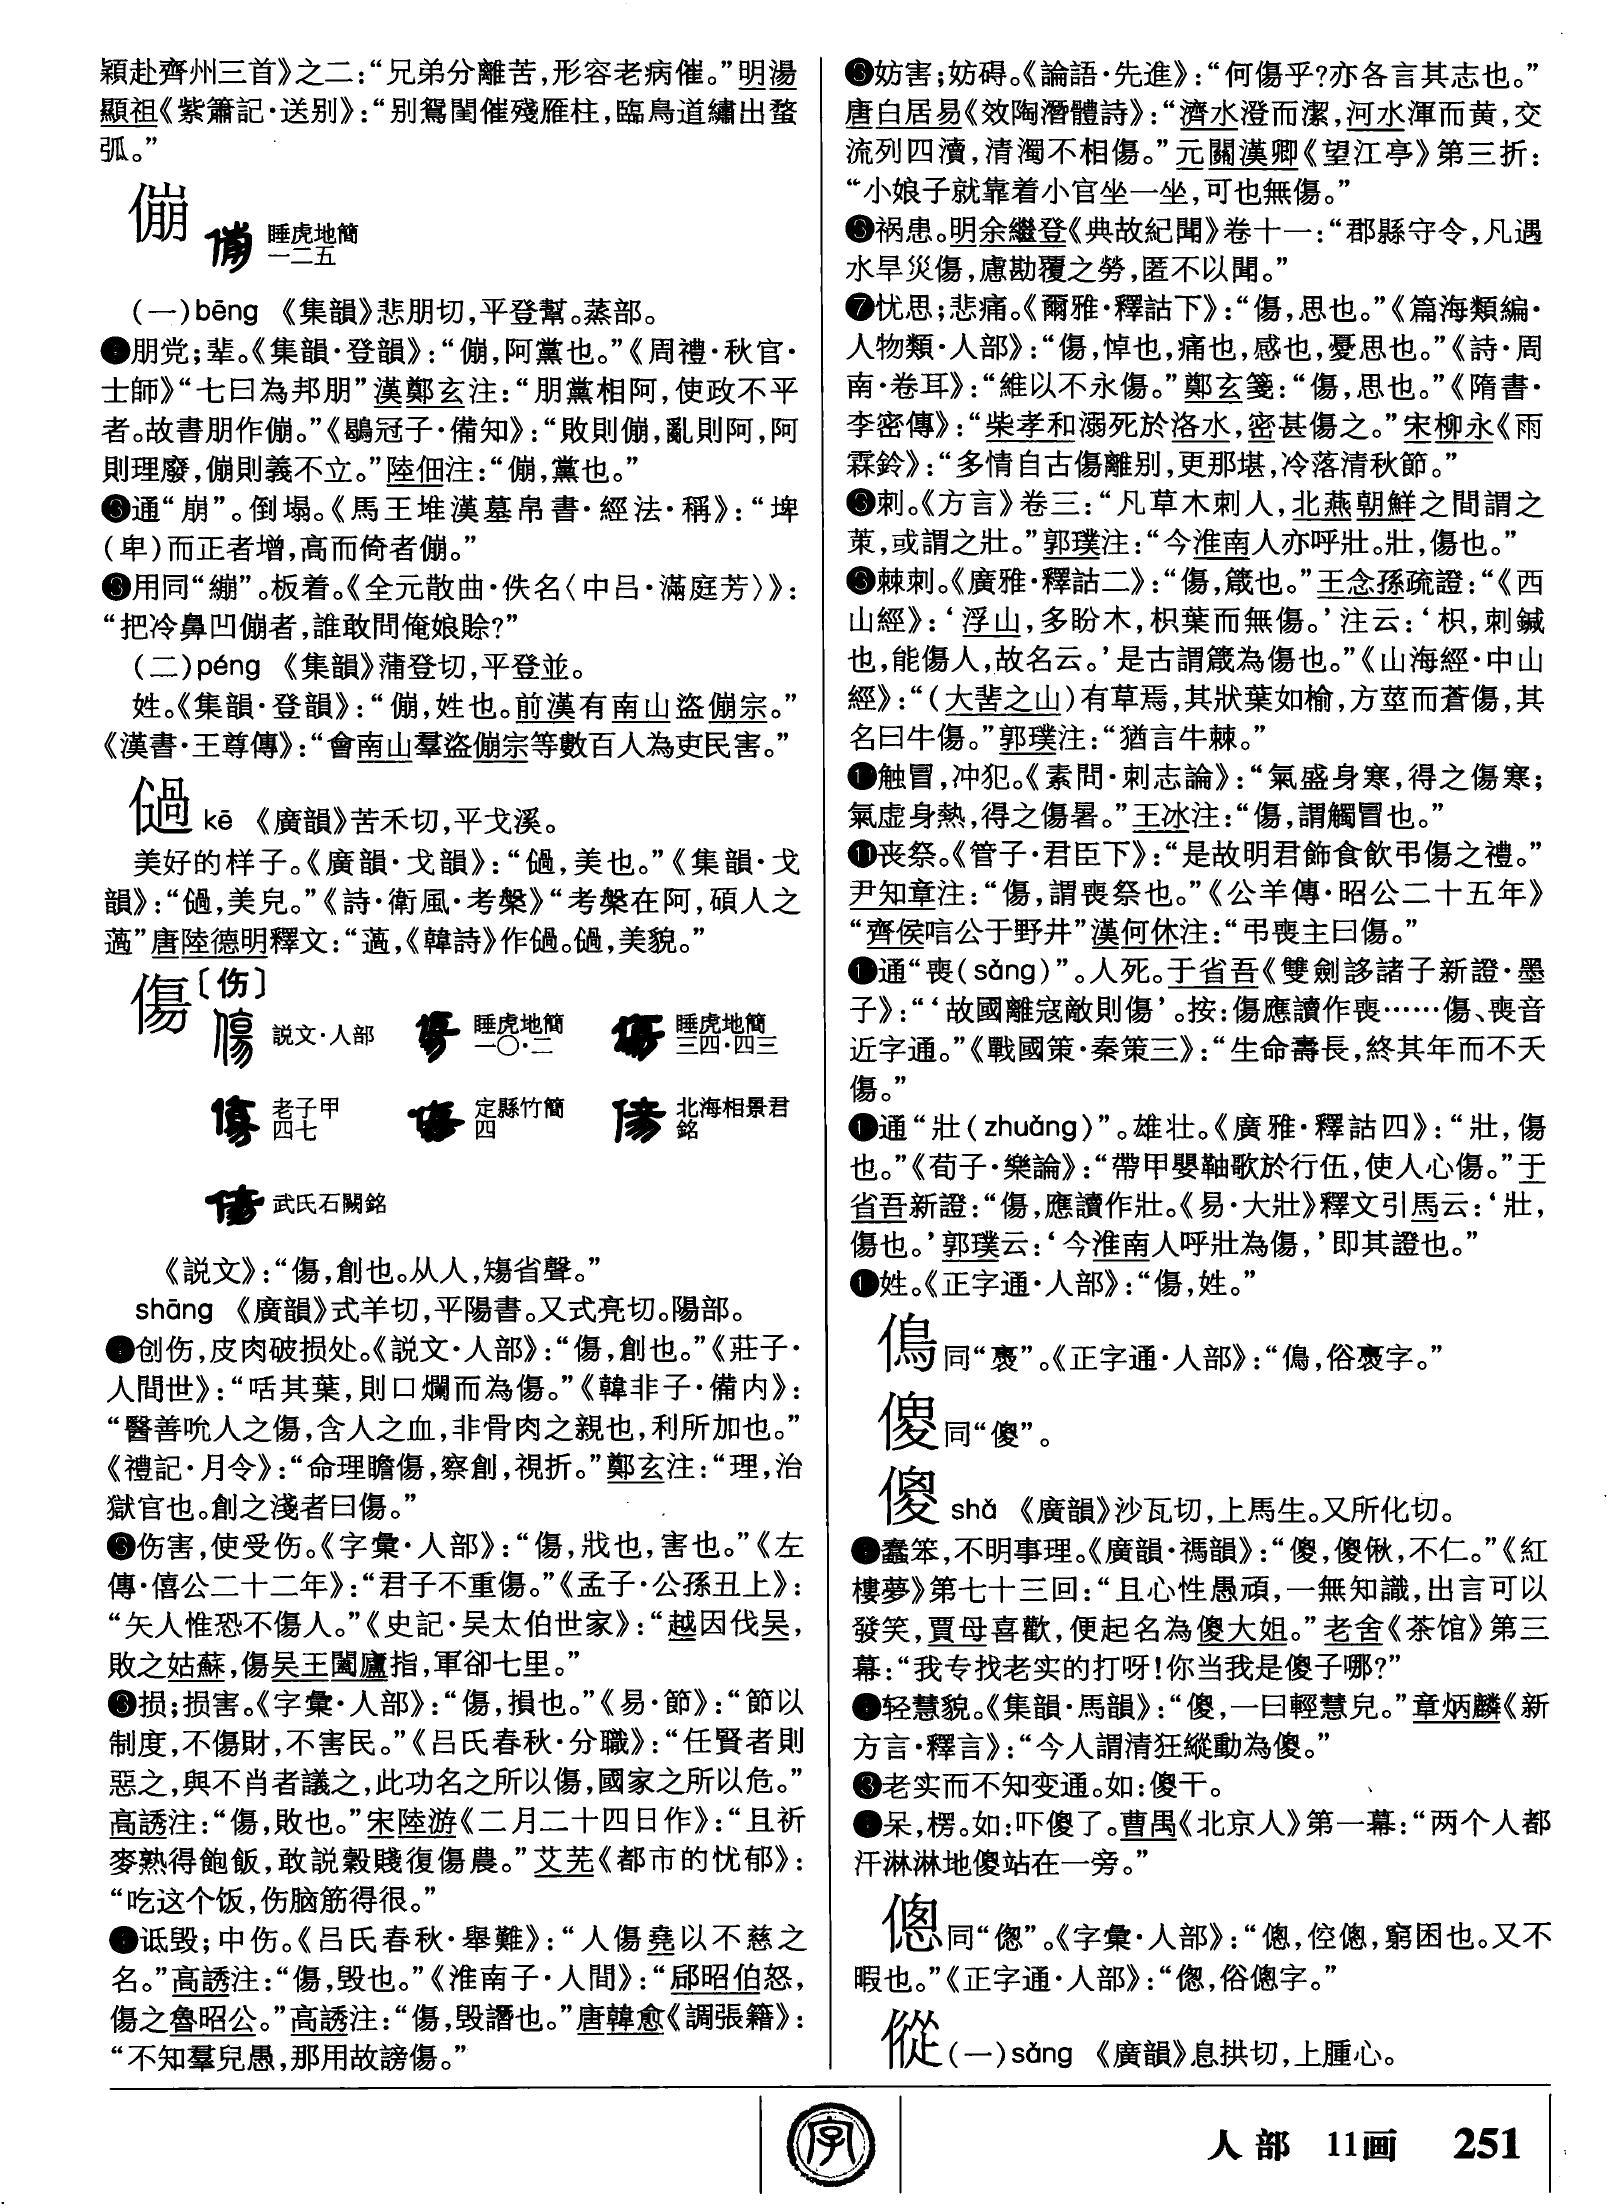 穎赴齊州三首》之二：“兄弟分離苦，形容老病催。”明湯
顯祖《紫簫記·送别》：“别鴛閨催殘雁柱，臨鳥道繡出蝥
弧。”
傰
睡虎地簡
一二五
(一)bēng 《集韻》悲朋切，平登幫。蒸部。
朋党；辈。《集韻·登韻》：“傰，阿黨也。”《周禮·秋官·
士師》“七曰為邦朋”漢鄭玄注：“朋黨相阿，使政不平
者。故書朋作傰。”《鶡冠子·備知》：“敗則傰，亂則阿，阿
則理廢，傰則義不立。”陸佃注：“傰，黨也。”
通“崩”。倒塌。《馬王堆漢墓帛書·經法·稱》：“埤
(卑)而正者增，高而倚者傰。”
❸用同“繃”。板着。《全元散曲·佚名〈中吕·滿庭芳〉》：
“把冷鼻凹傰者，誰敢問俺娘賒？”
(二)péng 《集韻》蒲登切，平登並。
姓。《集韻·登韻》：“傰，姓也。前漢有南山盜傰宗。”
《漢書·王尊傳》：“會南山羣盜傰宗等數百人為吏民害。”
㗨 kē 《廣韻》苦禾切，平戈溪。
美好的样子。《廣韻·戈韻》：“𠍽，美也。”《集韻·戈
韻》：“𠍽，美皃。”《詩·衛風·考槃》“考槃在阿，碩人之
薖”唐陸德明釋文：“薖，《韓詩》作𠍽。𠍽，美貌。”
傷〔伤〕
説文·人部
睡虎地簡
一〇·二
睡虎地簡
三四·四三
老子甲
四七
定縣竹簡
四
北海相景君
銘
武氏石闕銘
《説文》：“傷，創也。从人，𥏻省聲。”
shāng 《廣韻》式羊切，平陽書。又式亮切。陽部。
创伤，皮肉破损处。《説文·人部》：“傷，創也。”《莊子·
人間世》：“咶其葉，則口爛而為傷。”《韓非子·備内》：
“醫善吮人之傷，含人之血，非骨肉之親也，利所加也。”
《禮記·月令》：“命理瞻傷，察創，視折。”鄭玄注：“理，治
獄官也。創之淺者曰傷。”
伤害，使受伤。《字彙·人部》：“傷，戕也，害也。”《左
傳·僖公二十二年》：“君子不重傷。”《孟子·公孫丑上》：
“矢人惟恐不傷人。”《史記·吴太伯世家》：“越因伐吴，
敗之姑蘇，傷吴王闔廬指，軍卻七里。”
❸损；损害。《字彙·人部》：“傷，損也。”《易·節》：“節以
制度，不傷財，不害民。”《吕氏春秋·分職》：“任賢者則
惡之，與不肖者議之，此功名之所以傷，國家之所以危。”
高誘注：“傷，敗也。”宋陸游《二月二十四日作》：“且祈
麥熟得飽飯，敢説穀賤復傷農。”艾芜《都市的忧郁》：
“吃这个饭，伤脑筋得很。”
诋毁；中伤。《吕氏春秋·舉難》：“人傷堯以不慈之
名。”高誘注：“傷，毁也。”《淮南子·人間》：“郈昭伯怒，
傷之魯昭公。”高誘注：“傷，毁譖也。”唐韓愈《調張籍》：
“不知羣兒愚，那用故謗傷。”
妨害；妨碍。《論語·先進》：“何傷乎？亦各言其志也。”
唐白居易《效陶潛體詩》：“濟水澄而潔，河水渾而黄，交
流列四瀆，清濁不相傷。”元關漢卿《望江亭》第三折：
“小娘子就靠着小官坐一坐，可也無傷。”
祸患。明余繼登《典故紀聞》卷十一：“郡縣守令，凡遇
水旱災傷，慮勘覆之勞，匿不以聞。”
❼忧思；悲痛。《爾雅·釋詁下》：“傷，思也。”《篇海類編·
人物類·人部》：“傷，悼也，痛也，感也，憂思也。”《詩·周
南·卷耳》：“維以不永傷。”鄭玄箋：“傷，思也。”《隋書·
李密傳》：“柴孝和溺死於洛水，密甚傷之。”宋柳永《雨
霖鈴》：“多情自古傷離别，更那堪，冷落清秋節。”
刺。《方言》卷三：“凡草木刺人，北燕朝鮮之間謂之
茦，或謂之壯。”郭璞注：“今淮南人亦呼壯。壯，傷也。”
棘刺。《廣雅·釋詁二》：“傷，箴也。”王念孫疏證：“《西
山經》：‘浮山，多盼木，枳葉而無傷。’注云：‘枳，刺鍼
也，能傷人，故名云。’是古謂箴為傷也。”《山海經·中山
經》：“(大𩇯之山)有草焉，其狀葉如榆，方莖而蒼傷，其
名曰牛傷。”郭璞注：“猶言牛棘。”
触冒，冲犯。《素問·刺志論》：“氣盛身寒，得之傷寒；
氣虚身熱，得之傷暑。”王冰注：“傷，謂觸冒也。”
⓫丧祭。《管子·君臣下》：“是故明君飾食飲弔傷之禮。”
尹知章注：“傷，謂喪祭也。”《公羊傳·昭公二十五年》
“齊侯唁公于野井”漢何休注：“弔喪主曰傷。”
通“喪(sǎng)”。人死。于省吾《雙劍誃諸子新證·墨
子》：“‘故國離寇敵則傷’。按：傷應讀作喪……傷、喪音
近字通。”《戰國策·秦策三》：“生命壽長，終其年而不夭
傷。”
通“壯(zhuǎng)”。雄壮。《廣雅·釋詁四》：“壯，傷
也。”《荀子·樂論》：“帶甲嬰軸歌於行伍，使人心傷。”于
省吾新證：“傷，應讀作壯。《易·大壯》釋文引馬云：‘壯，
傷也。’郭璞云：‘今淮南人呼壯為傷，’即其證也。”
姓。《正字通·人部》：“傷，姓。”
㒎同“褭”。《正字通·人部》：“㒎，俗褭字。”
傻同“傻”。
傻 shǎ 《廣韻》沙瓦切，上馬生。又所化切。
蠢笨，不明事理。《廣韻·禡韻》：“傻，傻偢，不仁。”《紅
樓夢》第七十三回：“且心性愚頑，一無知識，出言可以
發笑，賈母喜歡，便起名為傻大姐。”老舍《茶馆》第三
幕：“我专找老实的打呀！你当我是傻子哪？”
轻慧貌。《集韻·馬韻》：“傻，一曰輕慧皃。”章炳麟《新
方言·釋言》：“今人謂清狂縱動為傻。”
❸老实而不知变通。如：傻干。
呆，楞。如：吓傻了。曹禺《北京人》第一幕：“两个人都
汗淋淋地傻站在一旁。”
傯同“偬”。《字彙·人部》：“傯，倥傯，窮困也。又不
暇也。”《正字通·人部》：“偬，俗傯字。”
傱(一)sǎng 《廣韻》息拱切，上腫心。
字
人部 11画 251